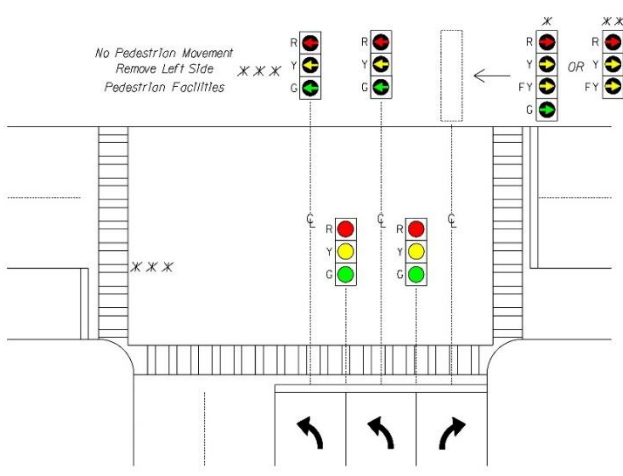 No Pedestrian Movement
Remove Left Side
Pedestrian Facilities
***
R
Y
G
R
Y
G
*
R
Y
FY
G
OR
**
R
Y
FY
℄
℄
℄
R
Y
G
R
Y
G
***